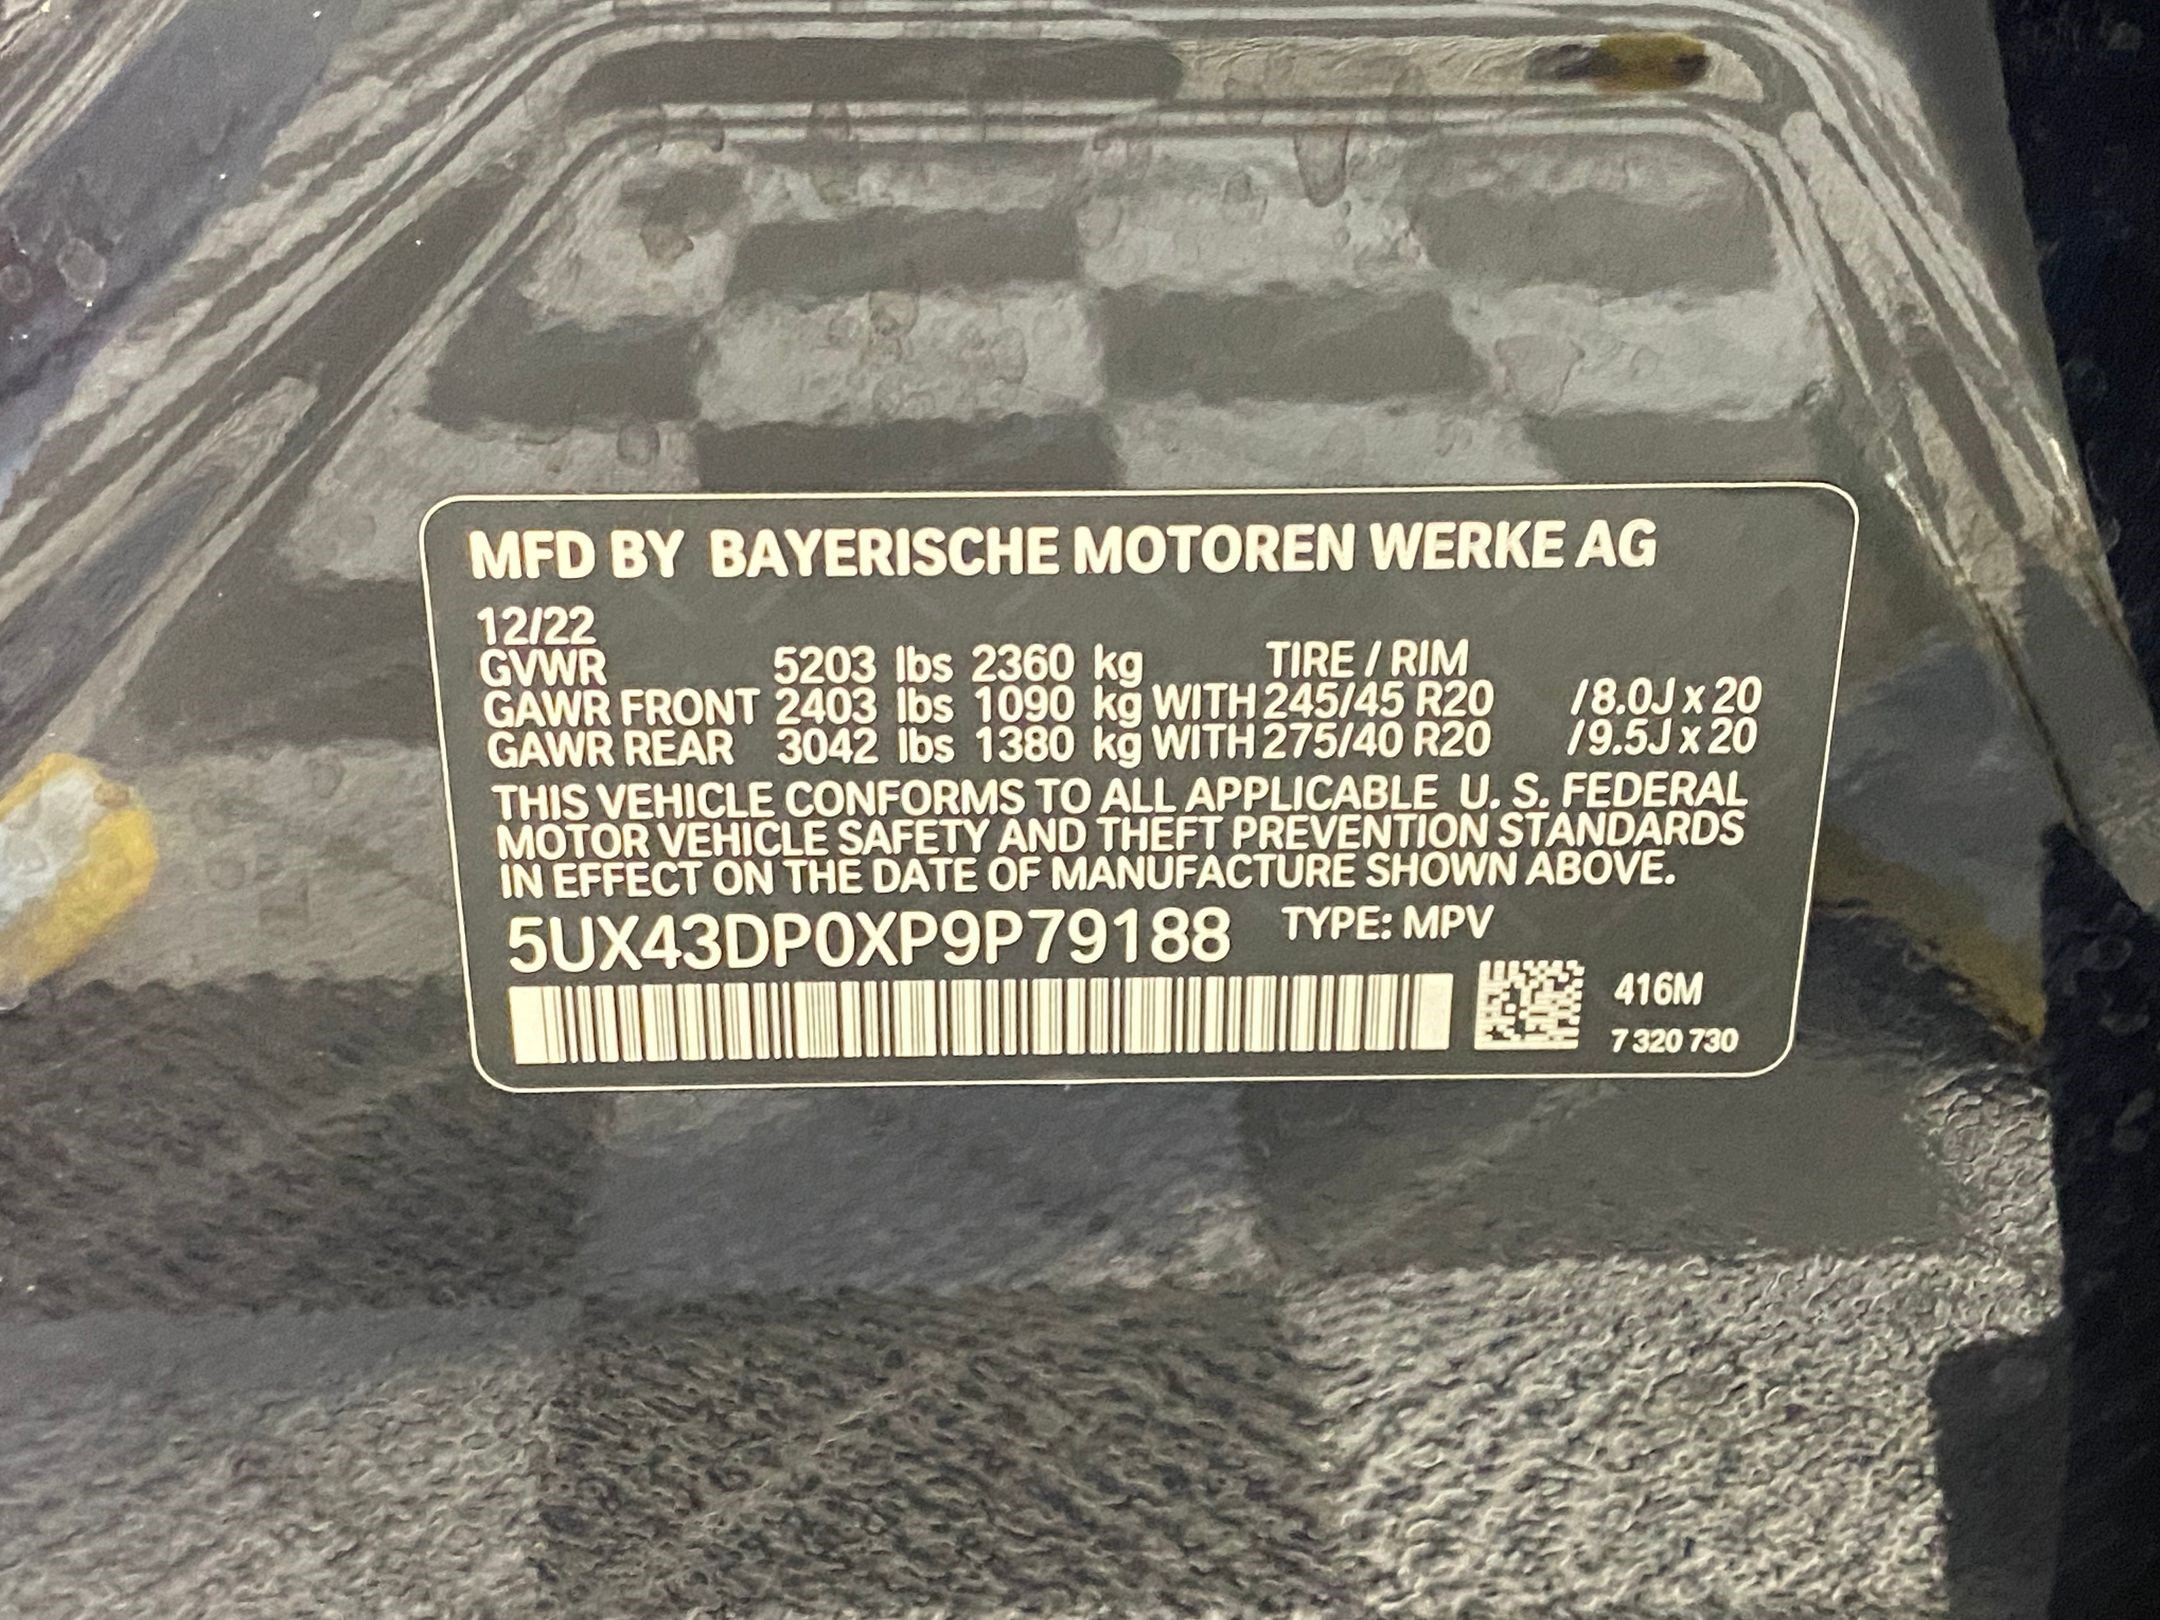 MFD BY BAYERISCHE MOTOREN WERKE AG
12/22
GVWR 5203 lbs 2360 kg TIRE / RIM
GAWR FRONT 2403 lbs 1090 kg WITH 245/45 R20 /8.0J x 20
GAWR REAR 3042 lbs 1380 kg WITH 275/40 R20 /9.5J x 20
THIS VEHICLE CONFORMS TO ALL APPLICABLE U. S. FEDERAL
MOTOR VEHICLE SAFETY AND THEFT PREVENTION STANDARDS
IN EFFECT ON THE DATE OF MANUFACTURE SHOWN ABOVE.
5UX43DP0XP9P79188 TYPE: MPV
416M
7 320 730